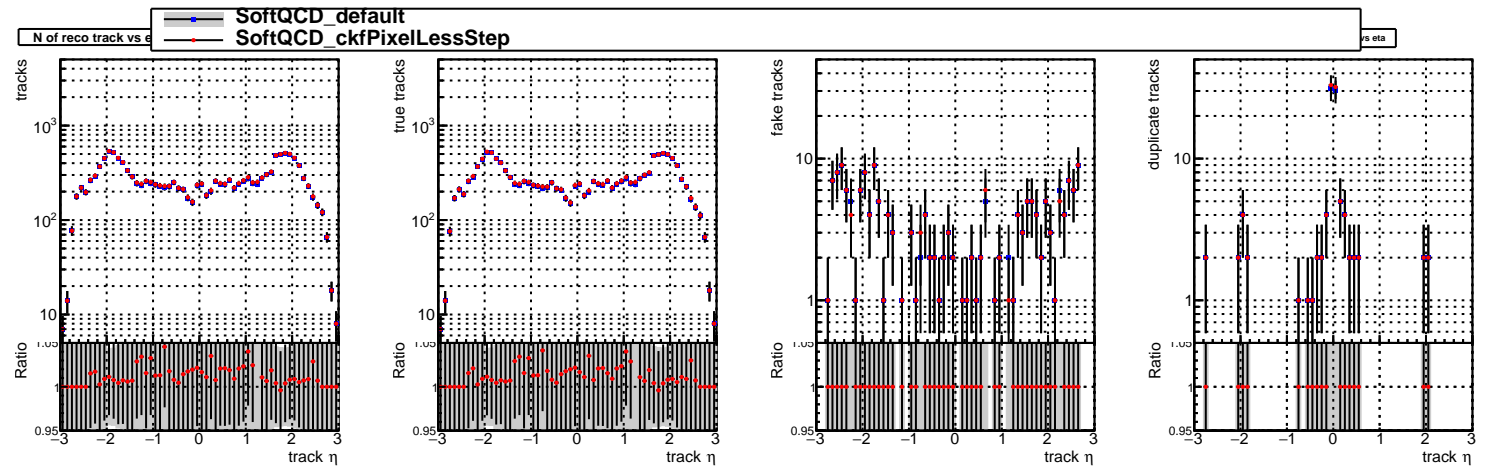 SoftQCD_default
SoftQCD_ckfPixelLessStep
N of reco track vs e
vs eta
tracks
10³
10²
10
Ratio
1.05
1
0.95
−3 −2 −1 0 1 2 3
track η
true tracks
10³
10²
10
Ratio
1.05
1
0.95
−3 −2 −1 0 1 2 3
track η
fake tracks
10
1
Ratio
1.05
1
0.95
−3 −2 −1 0 1 2 3
track η
duplicate tracks
10
1
Ratio
1.05
1
0.95
−3 −2 −1 0 1 2 3
track η